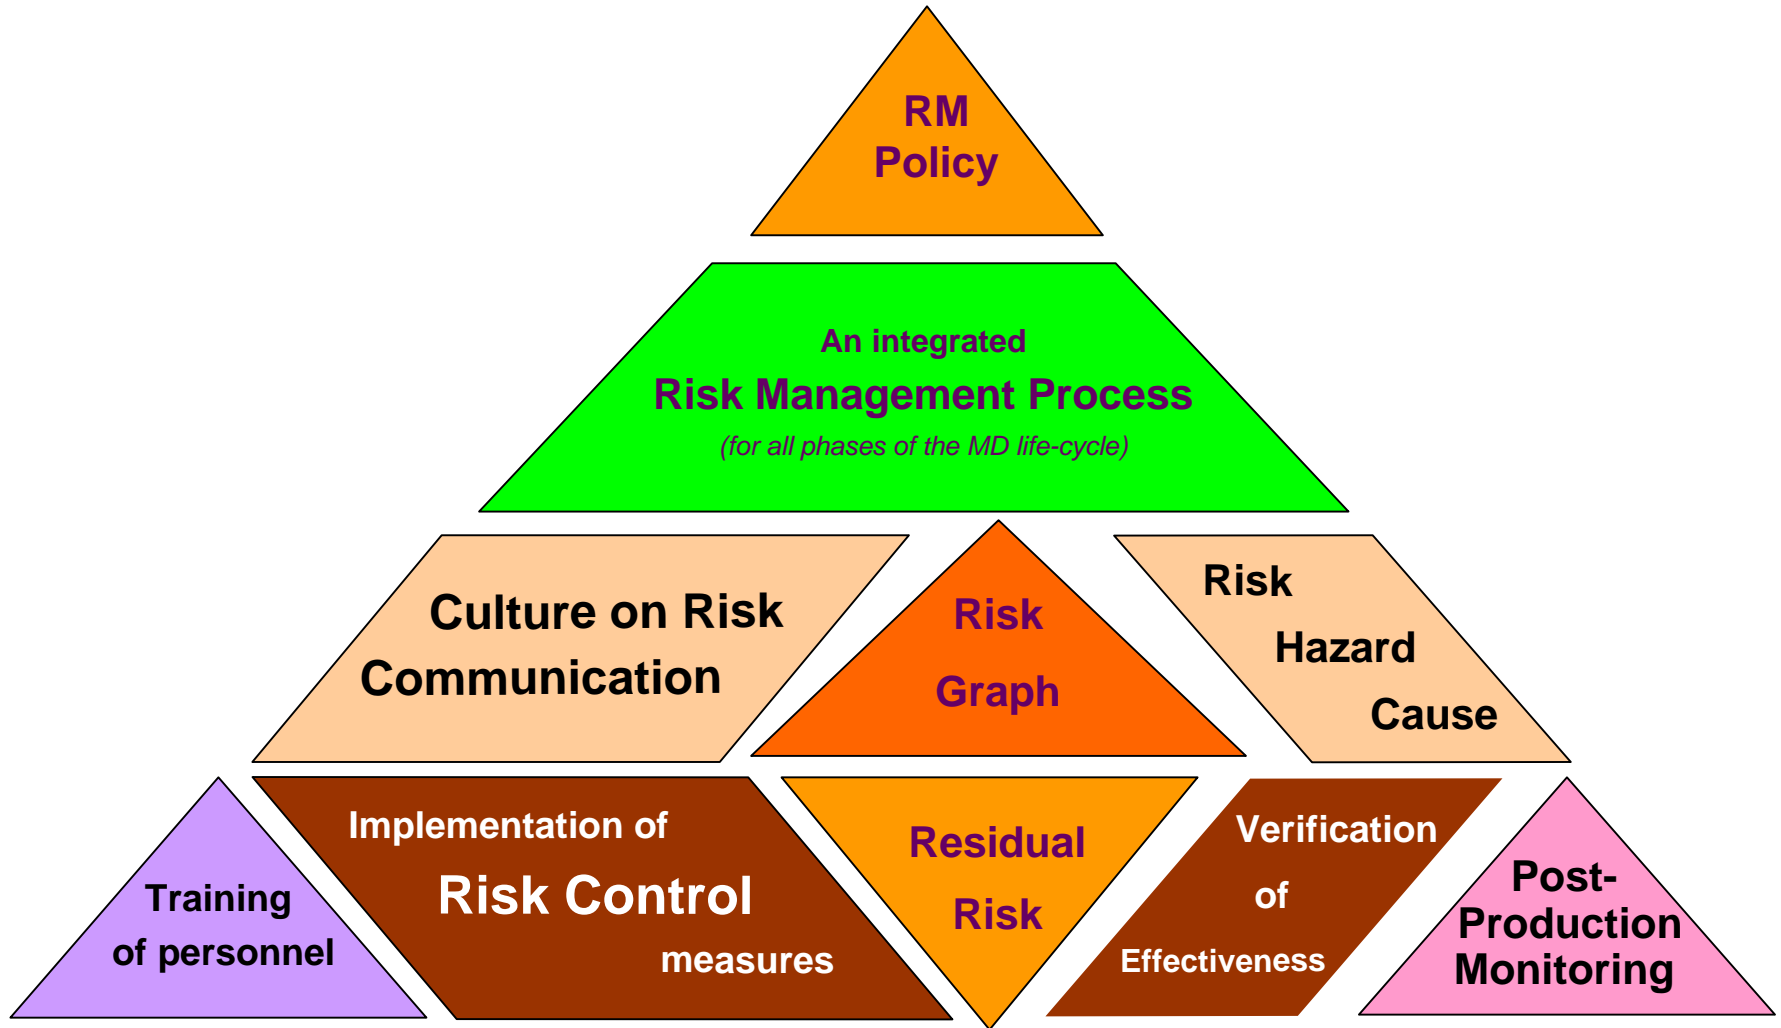 RM
Policy
An integrated
Risk Management Process
(for all phases of the MD life-cycle)
Culture on Risk
Communication
Risk
Graph
Risk
Hazard
Cause
Training
of personnel
Implementation of
Risk Control
measures
Residual
Risk
Verification
of
Effectiveness
Post-
Production
Monitoring